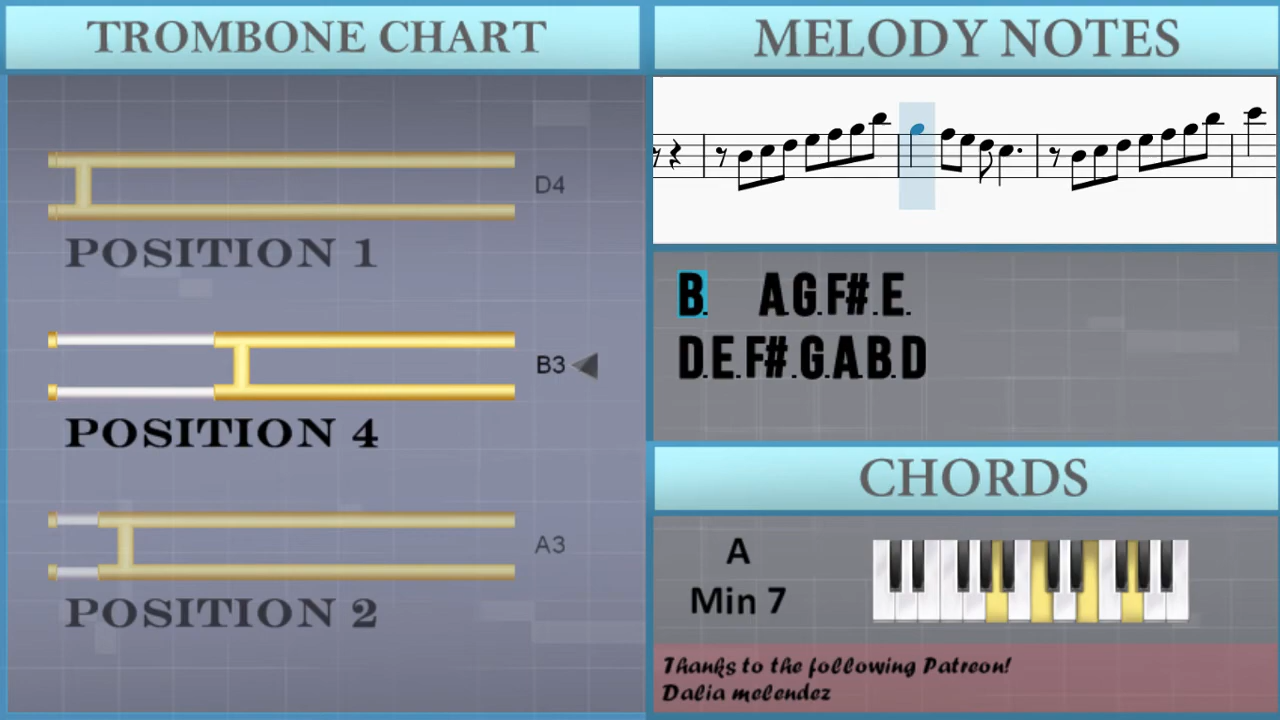 TROMBONE CHART
D4
POSITION 1
B3
POSITION 4
A3
POSITION 2
MELODY NOTES
B. A.G.F#.E.
D.E.F#.G.A.B.D
CHORDS
A
Min 7
Thanks to the following Patreon!
Dalia melendez